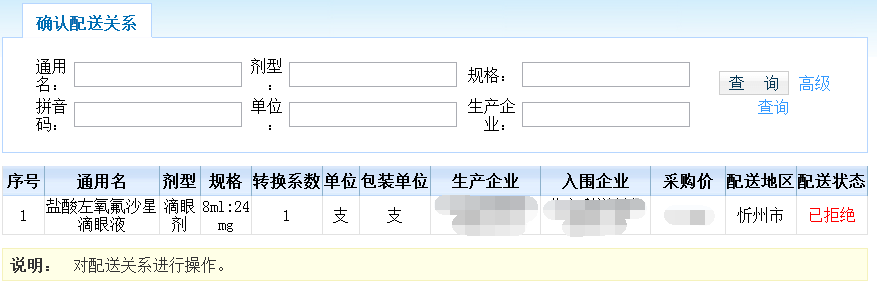 确认配送关系
通用名： 剂型： 规格： 查 询 高级查询
拼音码： 单位： 生产企业：
序号 通用名 剂型 规格 转换系数 单位 包装单位 生产企业 入围企业 采购价 配送地区 配送状态
1 盐酸左氧氟沙星滴眼液 滴眼剂 8ml:24mg 1 支 支 忻州市 已拒绝
说明： 对配送关系进行操作。